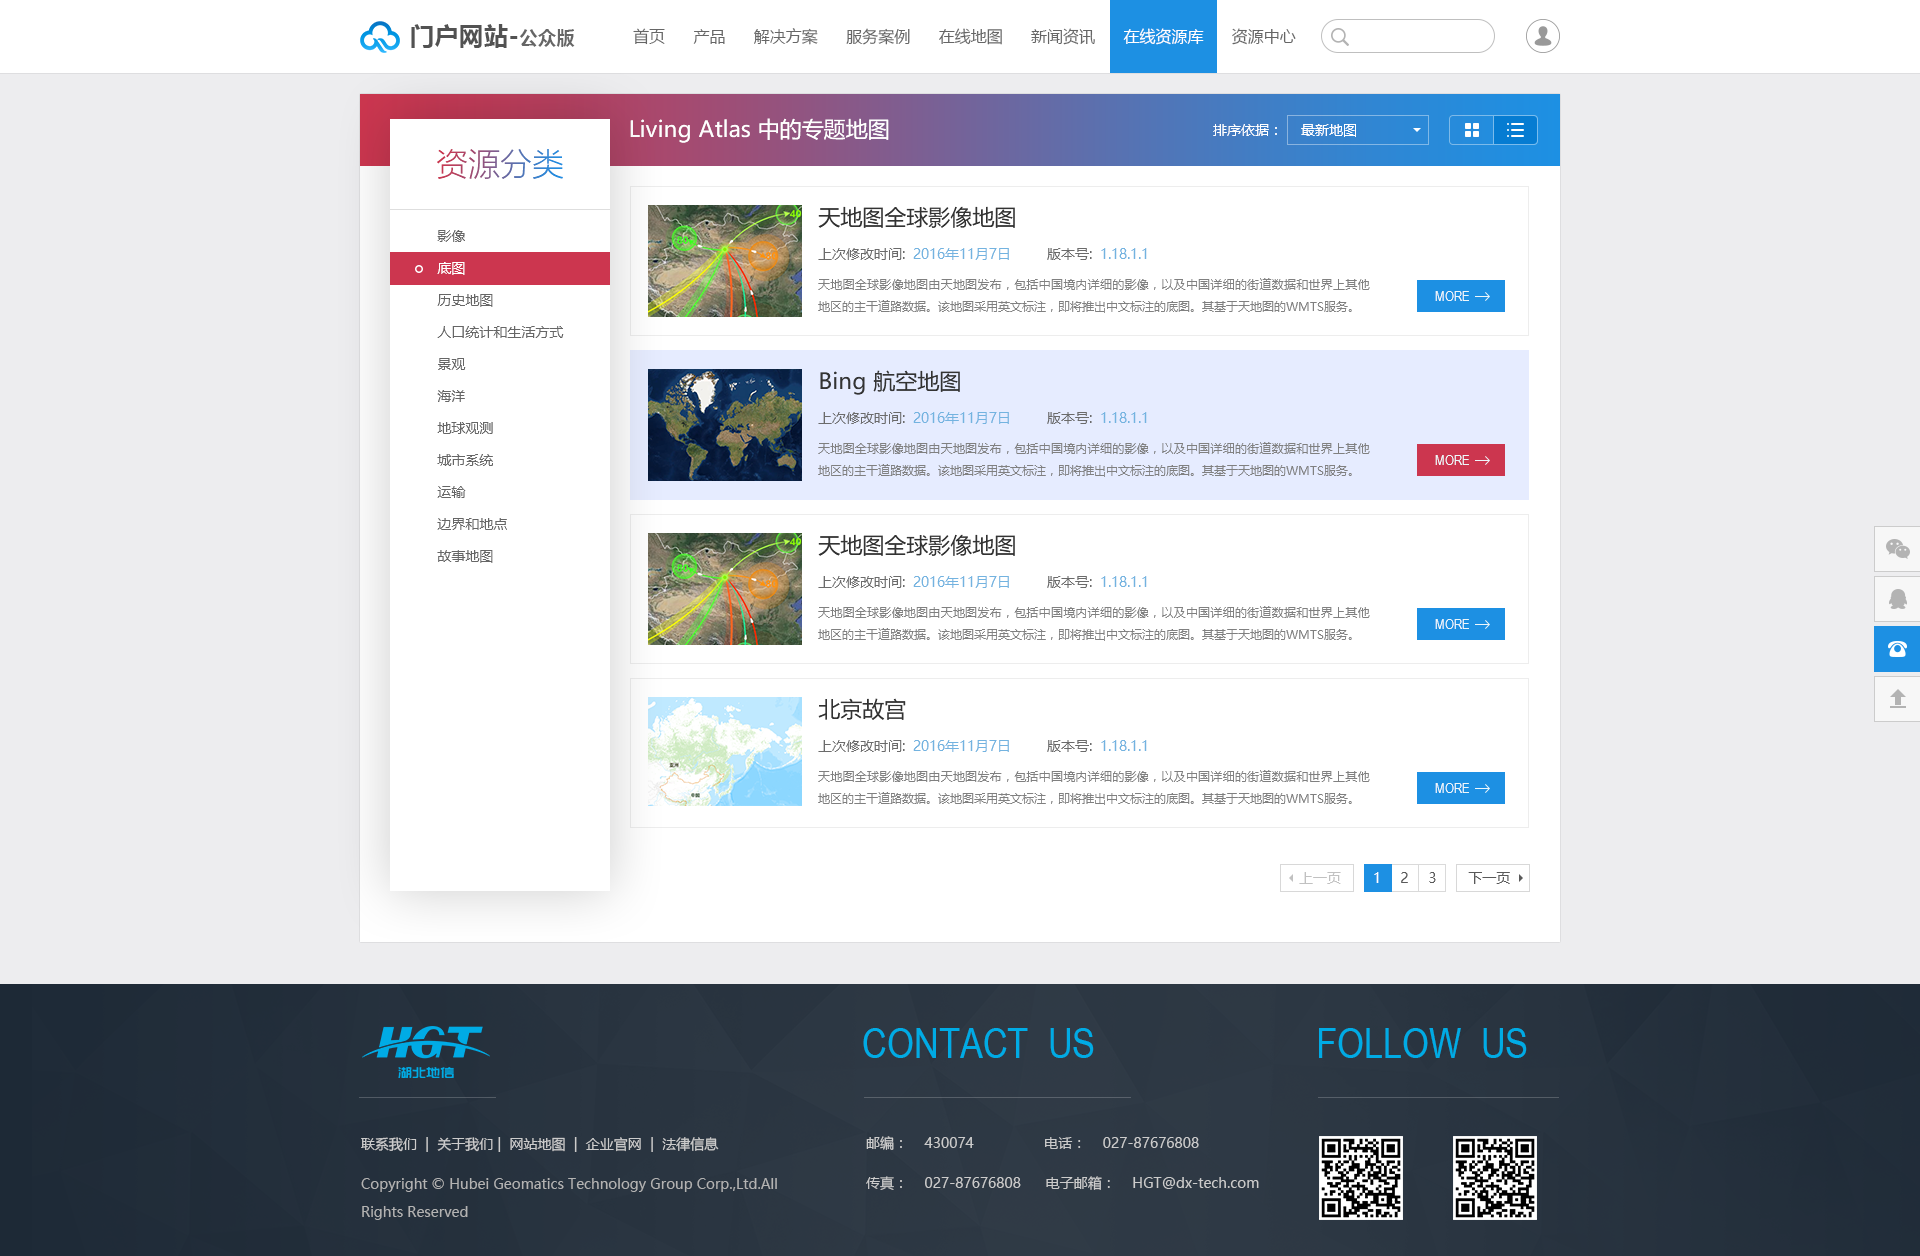 门户网站-公众版
首页 产品 解决方案 服务案例 在线地图 新闻资讯 在线资源库 资源中心
Living Atlas 中的专题地图
排序依据： 最新地图
资源分类
影像
底图
历史地图
人口统计和生活方式
景观
海洋
地球观测
城市系统
运输
边界和地点
故事地图
天地图全球影像地图
上次修改时间: 2016年11月7日 版本号: 1.18.1.1
天地图全球影像地图由天地图发布，包括中国境内详细的影像，以及中国详细的街道数据和世界上其他
地区的主干道路数据。该地图采用英文标注，即将推出中文标注的底图。其基于天地图的WMTS服务。
MORE
Bing 航空地图
上次修改时间: 2016年11月7日 版本号: 1.18.1.1
天地图全球影像地图由天地图发布，包括中国境内详细的影像，以及中国详细的街道数据和世界上其他
地区的主干道路数据。该地图采用英文标注，即将推出中文标注的底图。其基于天地图的WMTS服务。
MORE
天地图全球影像地图
上次修改时间: 2016年11月7日 版本号: 1.18.1.1
天地图全球影像地图由天地图发布，包括中国境内详细的影像，以及中国详细的街道数据和世界上其他
地区的主干道路数据。该地图采用英文标注，即将推出中文标注的底图。其基于天地图的WMTS服务。
MORE
北京故宫
上次修改时间: 2016年11月7日 版本号: 1.18.1.1
天地图全球影像地图由天地图发布，包括中国境内详细的影像，以及中国详细的街道数据和世界上其他
地区的主干道路数据。该地图采用英文标注，即将推出中文标注的底图。其基于天地图的WMTS服务。
MORE
上一页 1 2 3 下一页
HGT
湖北地信
联系我们 | 关于我们 | 网站地图 | 企业官网 | 法律信息
Copyright © Hubei Geomatics Technology Group Corp.,Ltd.All
Rights Reserved
CONTACT US
邮编： 430074 电话： 027-87676808
传真： 027-87676808 电子邮箱： HGT@dx-tech.com
FOLLOW US